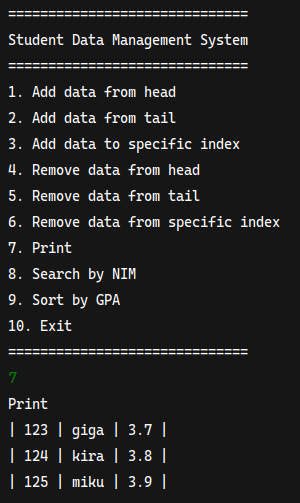 ==============================
Student Data Management System
==============================
1. Add data from head
2. Add data from tail
3. Add data to specific index
4. Remove data from head
5. Remove data from tail
6. Remove data from specific index
7. Print
8. Search by NIM
9. Sort by GPA
10. Exit
==============================
7
Print
| 123 | giga | 3.7 |
| 124 | kira | 3.8 |
| 125 | miku | 3.9 |